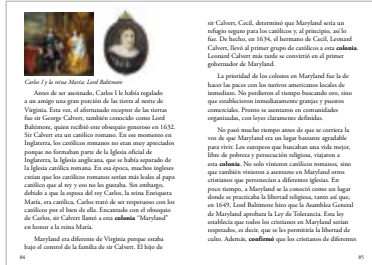 Carlos I y la reina María; Lord Baltimore
Antes de ser asesinado, Carlos I le había regalado
a un amigo una gran porción de las tierras al norte de
Virginia. Esta vez, el afortunado receptor de las tierras
fue sir George Calvert, también conocido como Lord
Baltimore, quien recibió este obsequio generoso en 1632.
Sir Calvert era un católico romano. En ese momento en
Inglaterra, los católicos romanos no eran muy apreciados
porque no formaban parte de la Iglesia oficial de
Inglaterra, la Iglesia anglicana, que se había separado de
la Iglesia católica romana. En esa época, muchos ingleses
creían que los católicos romanos serían más leales al papa
católico que al rey y eso no les gustaba. Sin embargo,
debido a que la esposa del rey Carlos, la reina Enriqueta
María, era católica, Carlos trató de ser respetuoso con los
católicos por el bien de ella. Encantado con el obsequio
de Carlos, sir Calvert llamó a esta colonia "Maryland"
en honor a la reina María.
Maryland era diferente de Virginia porque estaba
bajo el control de la familia de sir Calvert. El hijo de
84
sir Calvert, Cecil, determinó que Maryland sería un
refugio seguro para los católicos y, al principio, así lo
fue. De hecho, en 1634, el hermano de Cecil, Leonard
Calvert, llevó al primer grupo de católicos a esta colonia.
Leonard Calvert más tarde se convirtió en el primer
gobernador de Maryland.
La prioridad de los colonos en Maryland fue la de
hacer las paces con los nativos americanos locales de
inmediato. No perdieron el tiempo buscando oro, sino
que establecieron inmediatamente granjas y puestos
comerciales. Pronto se asentaron en comunidades
organizadas, con leyes claramente definidas.
No pasó mucho tiempo antes de que se corriera la
voz de que Maryland era un lugar bastante agradable
para vivir. Los europeos que buscaban una vida mejor,
libre de pobreza y persecución religiosa, viajaron a
esta colonia. No solo vinieron católicos romanos, sino
que también vinieron a asentarse en Maryland otros
cristianos que pertenecían a diferentes iglesias. En
poco tiempo, a Maryland se la conoció como un lugar
donde se practicaba la libertad religiosa, tanto así que,
en 1649, Lord Baltimore hizo que la Asamblea General
de Maryland aprobara la Ley de Tolerancia. Esta ley
establecía que todos los cristianos en Maryland serían
respetados, es decir, que se les permitiría la libertad de
culto. Además, confirmó que los cristianos de diferentes
85